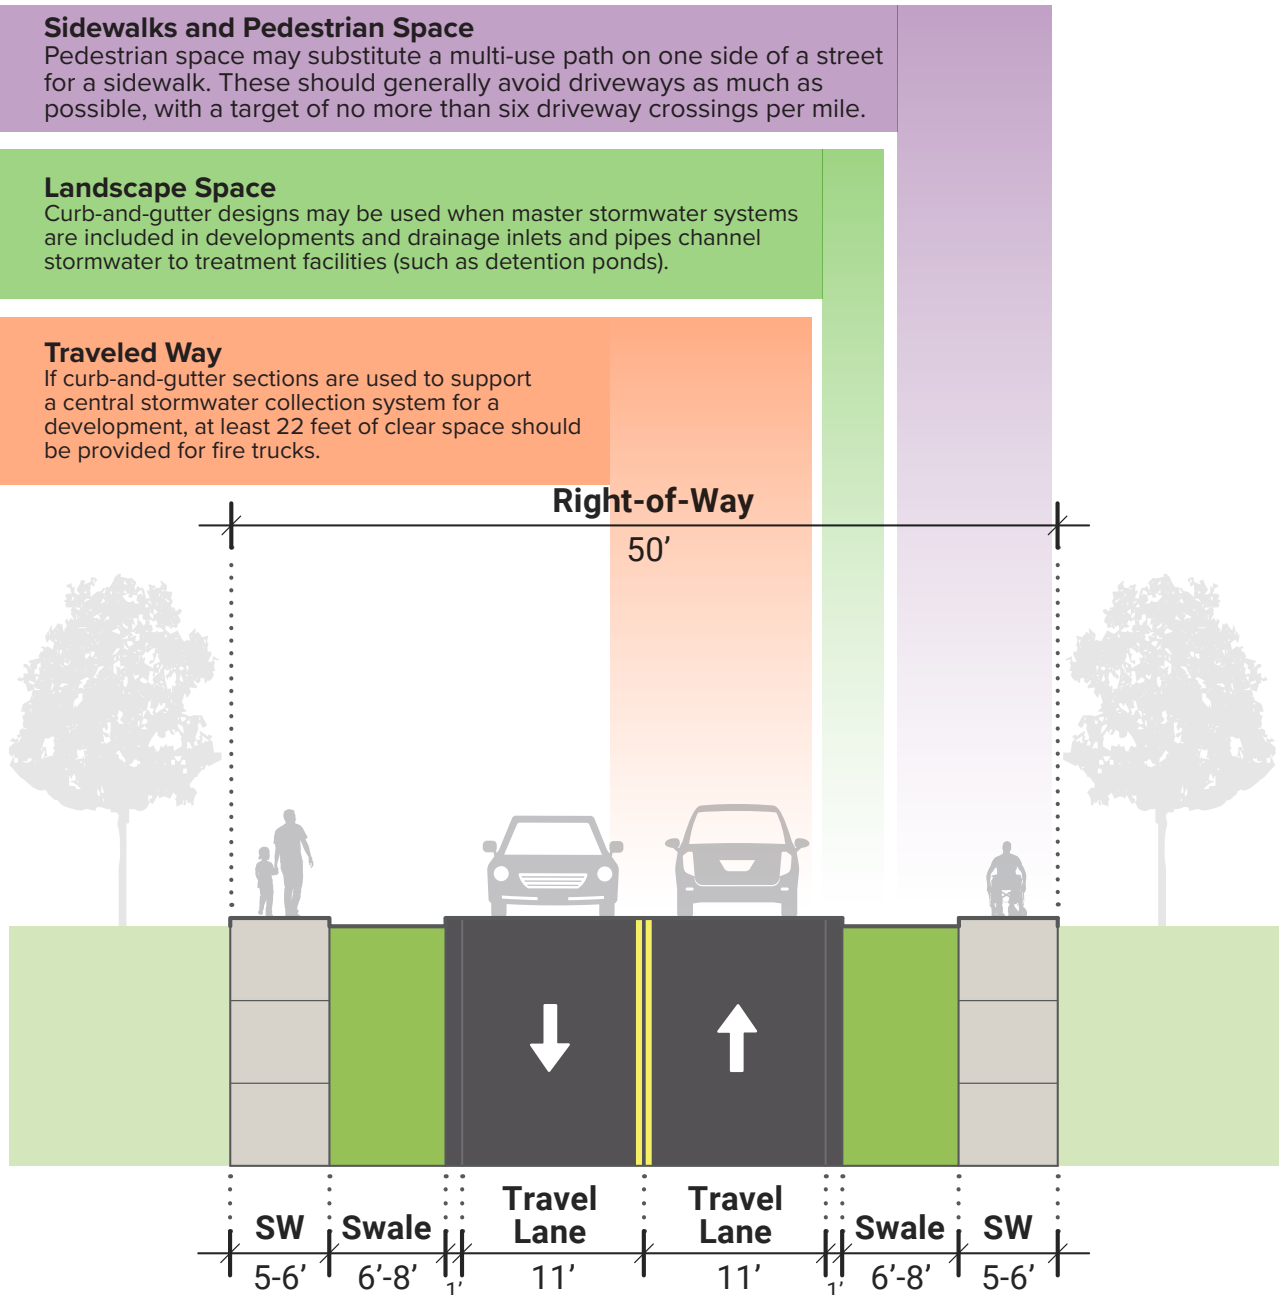 Sidewalks and Pedestrian Space
Pedestrian space may substitute a multi-use path on one side of a street
for a sidewalk. These should generally avoid driveways as much as
possible, with a target of no more than six driveway crossings per mile.
Landscape Space
Curb-and-gutter designs may be used when master stormwater systems
are included in developments and drainage inlets and pipes channel
stormwater to treatment facilities (such as detention ponds).
Traveled Way
If curb-and-gutter sections are used to support
a central stormwater collection system for a
development, at least 22 feet of clear space should
be provided for fire trucks.
Right-of-Way
50’
SW Swale Travel Lane Travel Lane Swale SW
5-6’ 6’-8’ 1’ 11’ 11’ 1’ 6’-8’ 5-6’